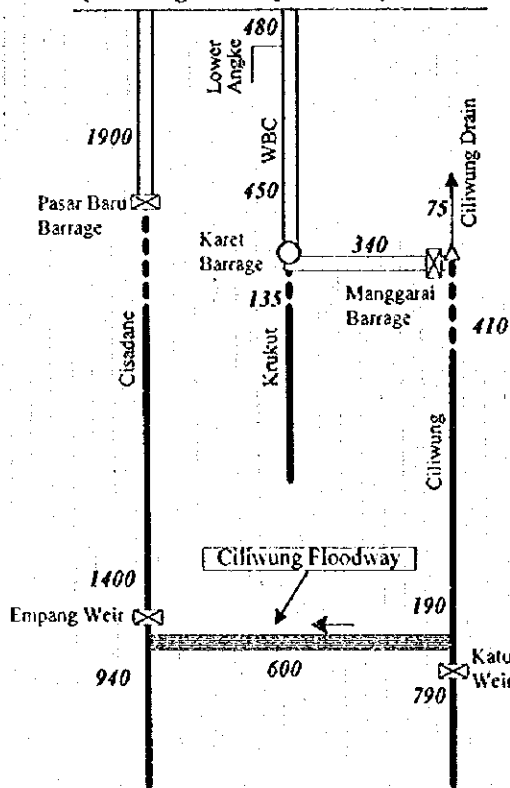 480
Lower
Angke
WBC
1900
450
Ciliwung Drain
75
Pasar Baru
Barrage
Karet
Barrage
340
135
Manggarai
Barrage
410
Cisadane
Krukut
Ciliwung
Ciliwung Floodway
1400
190
Empang Weir
600
940
790
Weir